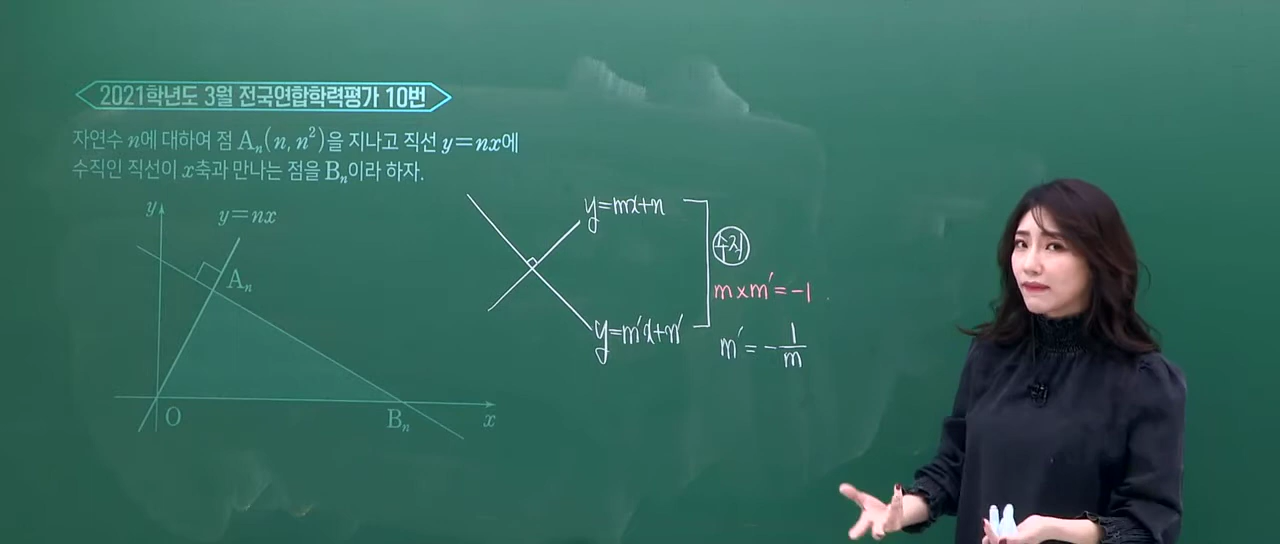 2021학년도 3월 전국연합학력평가 10번
자연수 n에 대하여 점 Aₙ(n, n²)을 지나고 직선 y=nx에
수직인 직선이 x축과 만나는 점을 Bₙ이라 하자.
y
y=nx
Aₙ
O
Bₙ
x
y=mx+n
수직
m×m'=-1
y=m'x+n'
m'=-1/m